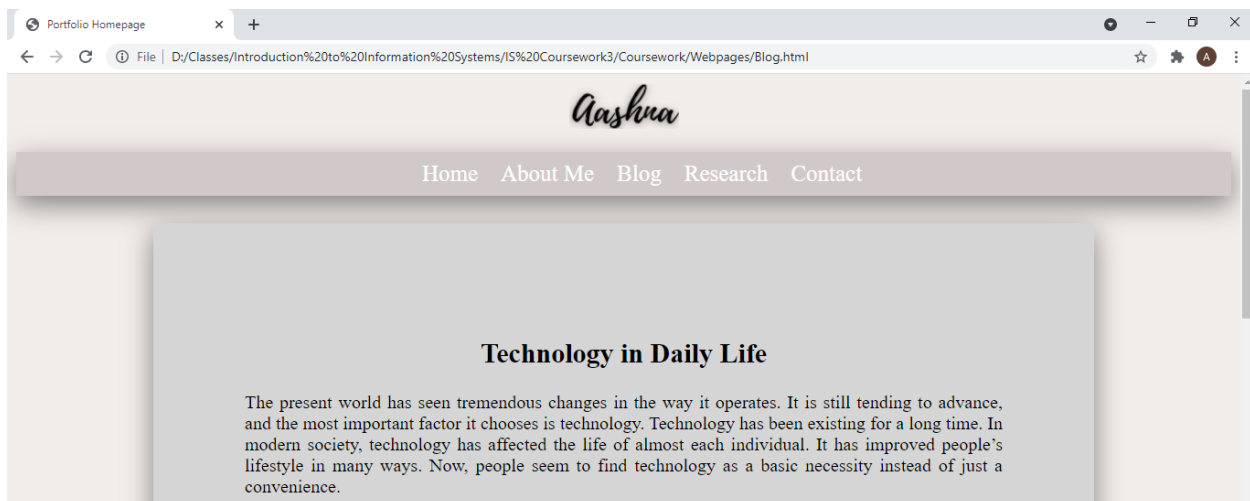 Portfolio Homepage
File | D:/Classes/Introduction%20to%20Information%20Systems/IS%20Coursework3/Coursework/Webpages/Blog.html
A
Aashna
Home About Me Blog Research Contact
Technology in Daily Life
The present world has seen tremendous changes in the way it operates. It is still tending to advance,
and the most important factor it chooses is technology. Technology has been existing for a long time. In
modern society, technology has affected the life of almost each individual. It has improved people’s
lifestyle in many ways. Now, people seem to find technology as a basic necessity instead of just a
convenience.